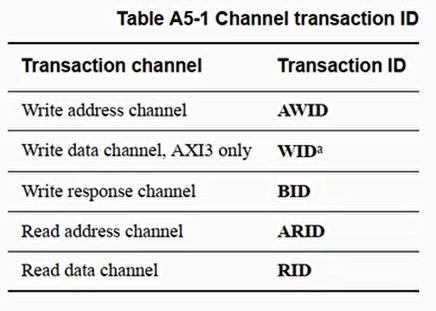 Table A5-1 Channel transaction ID
Transaction channel Transaction ID
Write address channel AWID
Write data channel, AXI3 only WIDa
Write response channel BID
Read address channel ARID
Read data channel RID